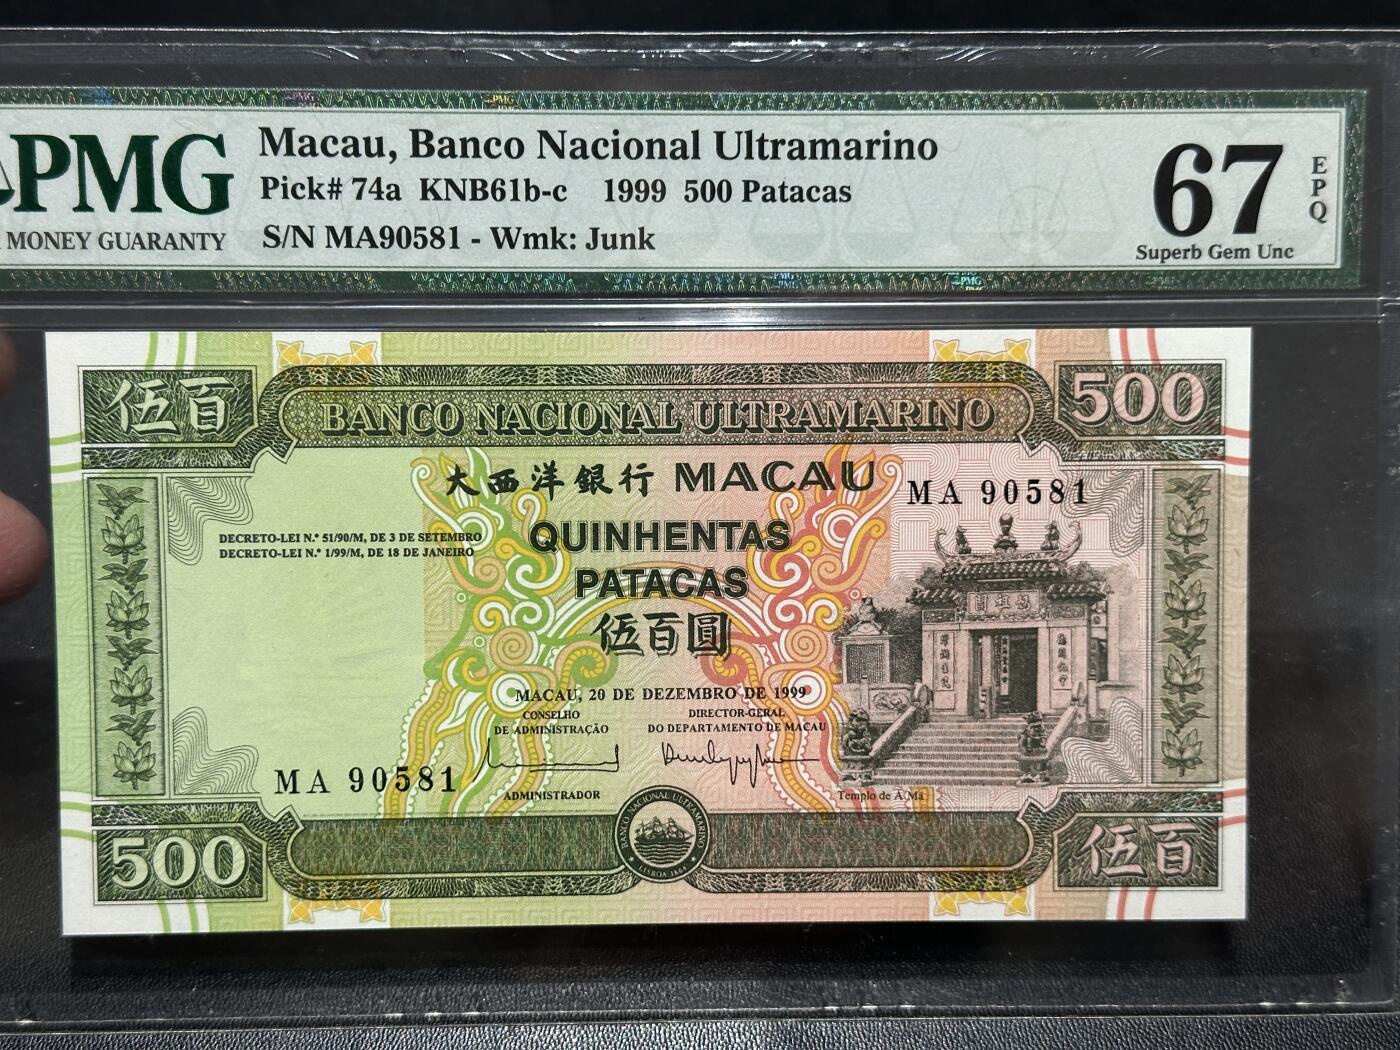 PMG
MONEY GUARANTY
Macau, Banco Nacional Ultramarino
Pick# 74a KNB61b-c 1999 500 Patacas
S/N MA90581 - Wmk: Junk
67
EPQ
Superb Gem Unc
伍百
BANCO NACIONAL ULTRAMARINO
500
大西洋銀行 MACAU
MA 90581
DECRETO-LEI N.º 51/90/M, DE 3 DE SETEMBRO
DECRETO-LEI N.º 1/99/M, DE 18 DE JANEIRO
QUINHENTAS
PATACAS
伍百圓
MACAU, 20 DE DEZEMBRO DE 1999
CONSELHO
DE ADMINISTRAÇÃO
DIRECTOR-GERAL
DO DEPARTAMENTO DE MACAU
MA 90581
ADMINISTRADOR
Templo de Á Má
BANCO NACIONAL ULTRAMARINO
LISBOA 1864
500
伍百